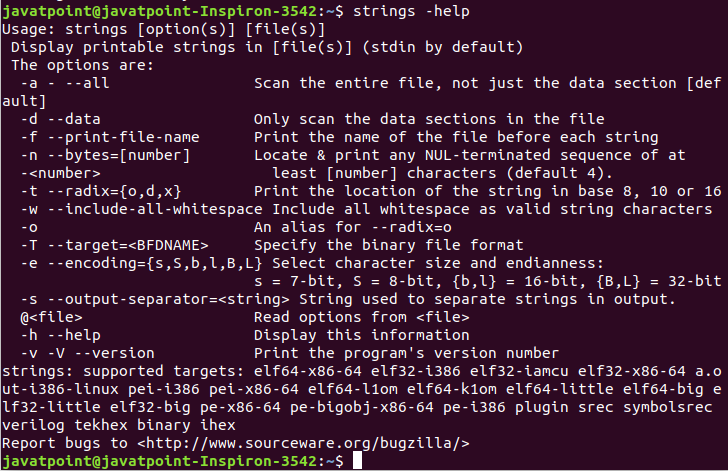 javatpoint@javatpoint-Inspiron-3542:~$ strings -help
Usage: strings [option(s)] [file(s)]
 Display printable strings in [file(s)] (stdin by default)
 The options are:
  -a - --all                Scan the entire file, not just the data section [def
ault]
  -d --data                 Only scan the data sections in the file
  -f --print-file-name      Print the name of the file before each string
  -n --bytes=[number]       Locate & print any NUL-terminated sequence of at
  -<number>                   least [number] characters (default 4).
  -t --radix={o,d,x}        Print the location of the string in base 8, 10 or 16
  -w --include-all-whitespace Include all whitespace as valid string characters
  -o                        An alias for --radix=o
  -T --target=<BFDNAME>     Specify the binary file format
  -e --encoding={s,S,b,l,B,L} Select character size and endianness:
                            s = 7-bit, S = 8-bit, {b,l} = 16-bit, {B,L} = 32-bit
  -s --output-separator=<string> String used to separate strings in output.
  @<file>                   Read options from <file>
  -h --help                 Display this information
  -v -V --version           Print the program's version number
strings: supported targets: elf64-x86-64 elf32-i386 elf32-iamcu elf32-x86-64 a.o
ut-i386-linux pei-i386 pei-x86-64 elf64-l1om elf64-k1om elf64-little elf64-big e
lf32-little elf32-big pe-x86-64 pe-bigobj-x86-64 pe-i386 plugin srec symbolsrec
verilog tekhex binary ihex
Report bugs to <http://www.sourceware.org/bugzilla/>
javatpoint@javatpoint-Inspiron-3542:~$